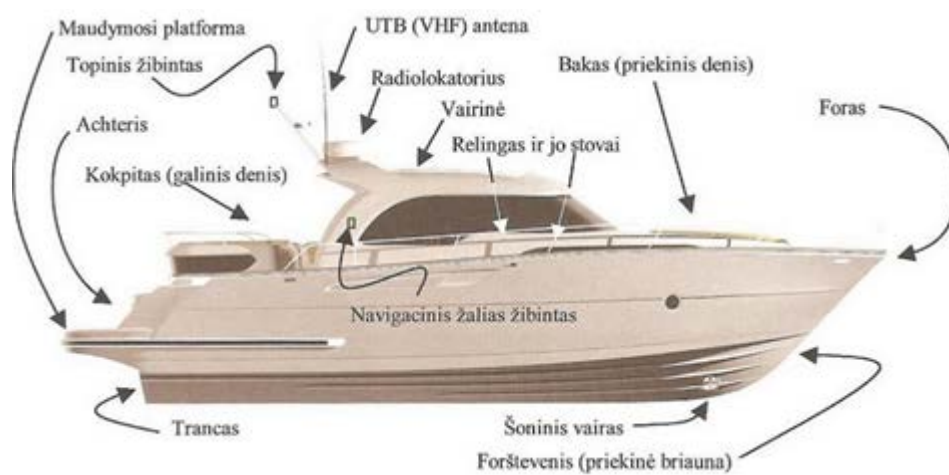 Maudymosi platforma
UTB (VHF) antena
Topinis žibintas
Radiolokatorius
Bakas (priekinis denis)
Foras
Achteris
Vairinė
Relingas ir jo stovai
Kokpitas (galinis denis)
Navigacinis žalias žibintas
Trancas
Šoninis vairas
Forštevenis (priekinė briauna)